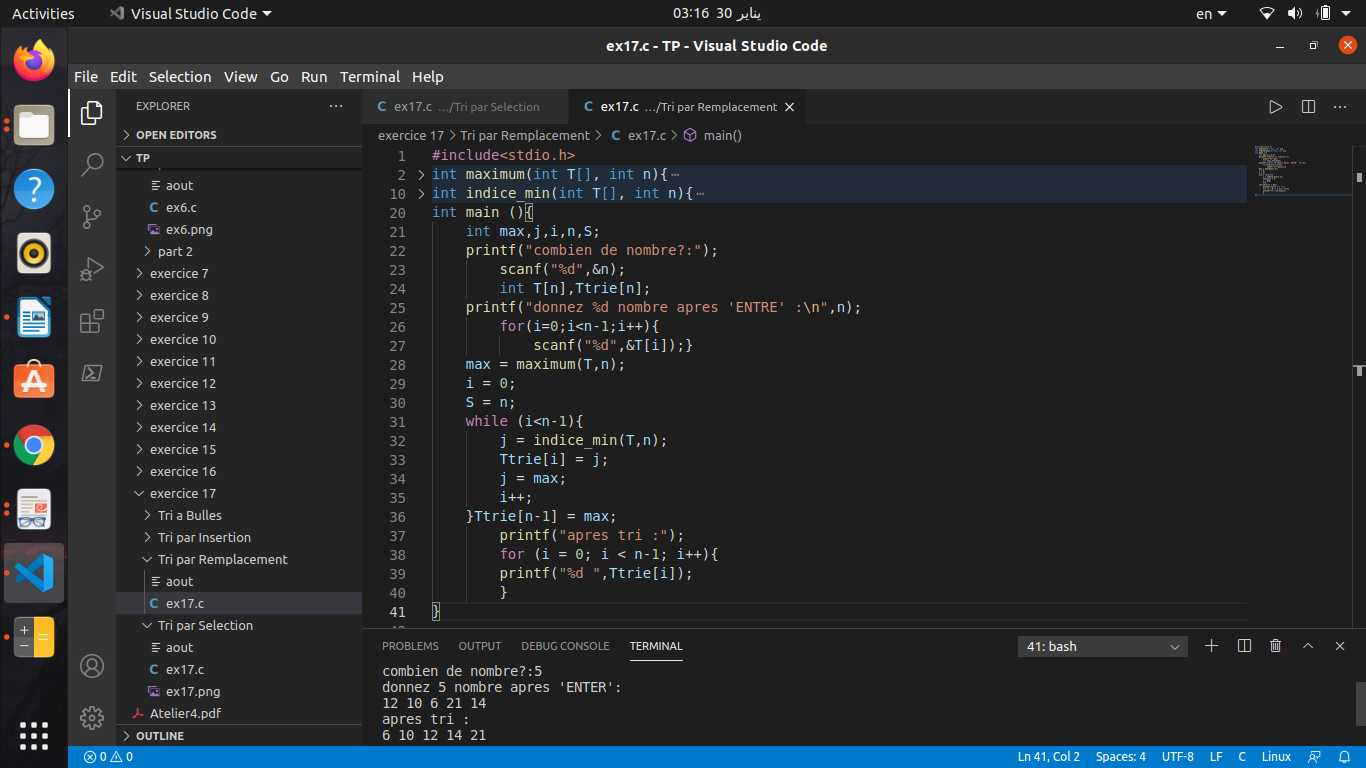 Activities
Visual Studio Code
03:16 30 يناير
en
ex17.c - TP - Visual Studio Code
File Edit Selection View Go Run Terminal Help
EXPLORER
OPEN EDITORS
TP
aout
ex6.c
ex6.png
part 2
exercice 7
exercice 8
exercice 9
exercice 10
exercice 11
exercice 12
exercice 13
exercice 14
exercice 15
exercice 16
exercice 17
Tri a Bulles
Tri par Insertion
Tri par Remplacement
aout
ex17.c
Tri par Selection
aout
ex17.c
ex17.png
Atelier4.pdf
OUTLINE
C ex17.c .../Tri par Selection
C ex17.c .../Tri par Remplacement
exercice 17 > Tri par Remplacement > C ex17.c > main()
1 #include<stdio.h>
2 int maximum(int T[], int n){⋯
10 int indice_min(int T[], int n){⋯
20 int main (){
21 int max,j,i,n,S;
22 printf("combien de nombre?:");
23 scanf("%d",&n);
24 int T[n],Ttrie[n];
25 printf("donnez %d nombre apres 'ENTRE' :\n",n);
26 for(i=0;i<n-1;i++){
27 scanf("%d",&T[i]);}
28 max = maximum(T,n);
29 i = 0;
30 S = n;
31 while (i<n-1){
32 j = indice_min(T,n);
33 Ttrie[i] = j;
34 j = max;
35 i++;
36 }Ttrie[n-1] = max;
37 printf("apres tri :");
38 for (i = 0; i < n-1; i++){
39 printf("%d ",Ttrie[i]);
40 }
41 }
PROBLEMS OUTPUT DEBUG CONSOLE TERMINAL
41: bash
combien de nombre?:5
donnez 5 nombre apres 'ENTER':
12 10 6 21 14
apres tri :
6 10 12 14 21
0 0
Ln 41, Col 2 Spaces: 4 UTF-8 LF C Linux